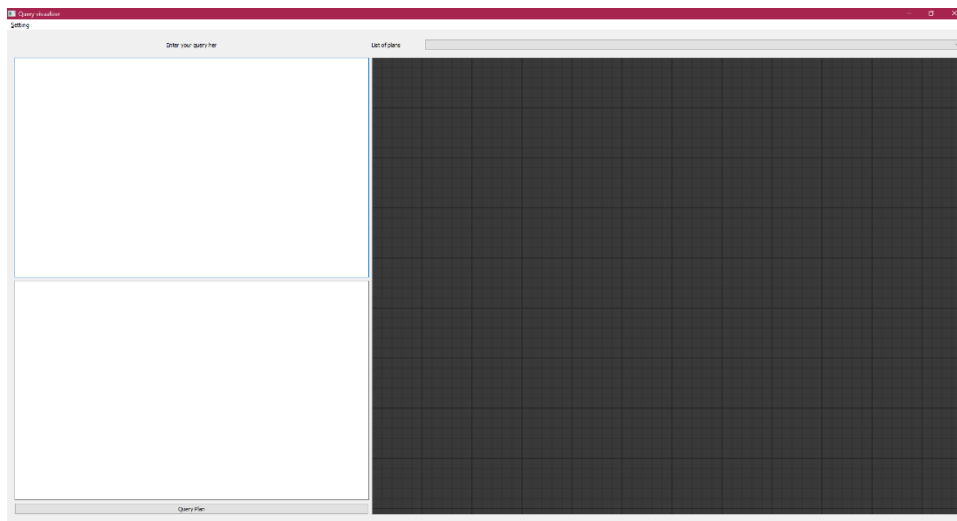 Query visualiser
Setting
Enter your query her
List of plans
Query Plan